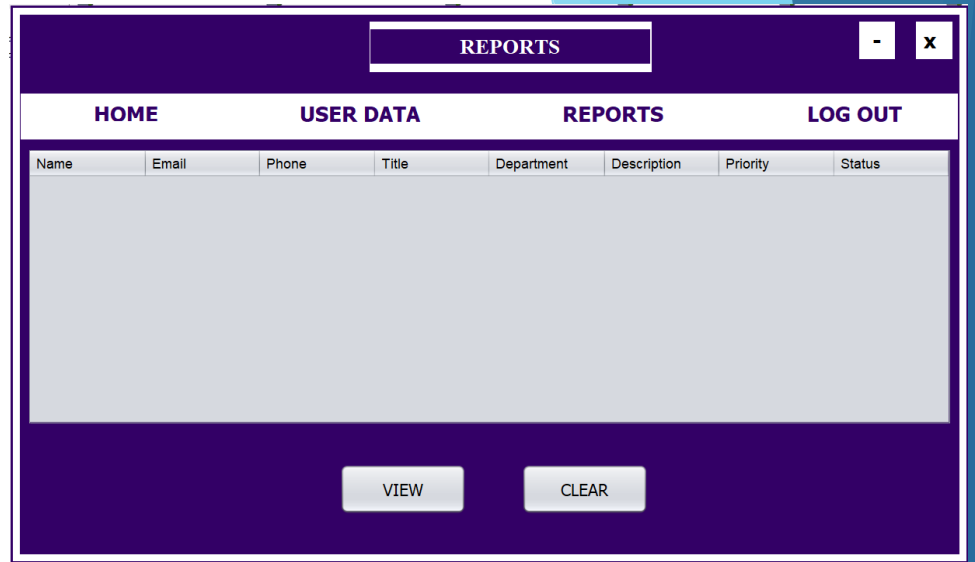 REPORTS
- x
HOME USER DATA REPORTS LOG OUT
Name Email Phone Title Department Description Priority Status
VIEW CLEAR